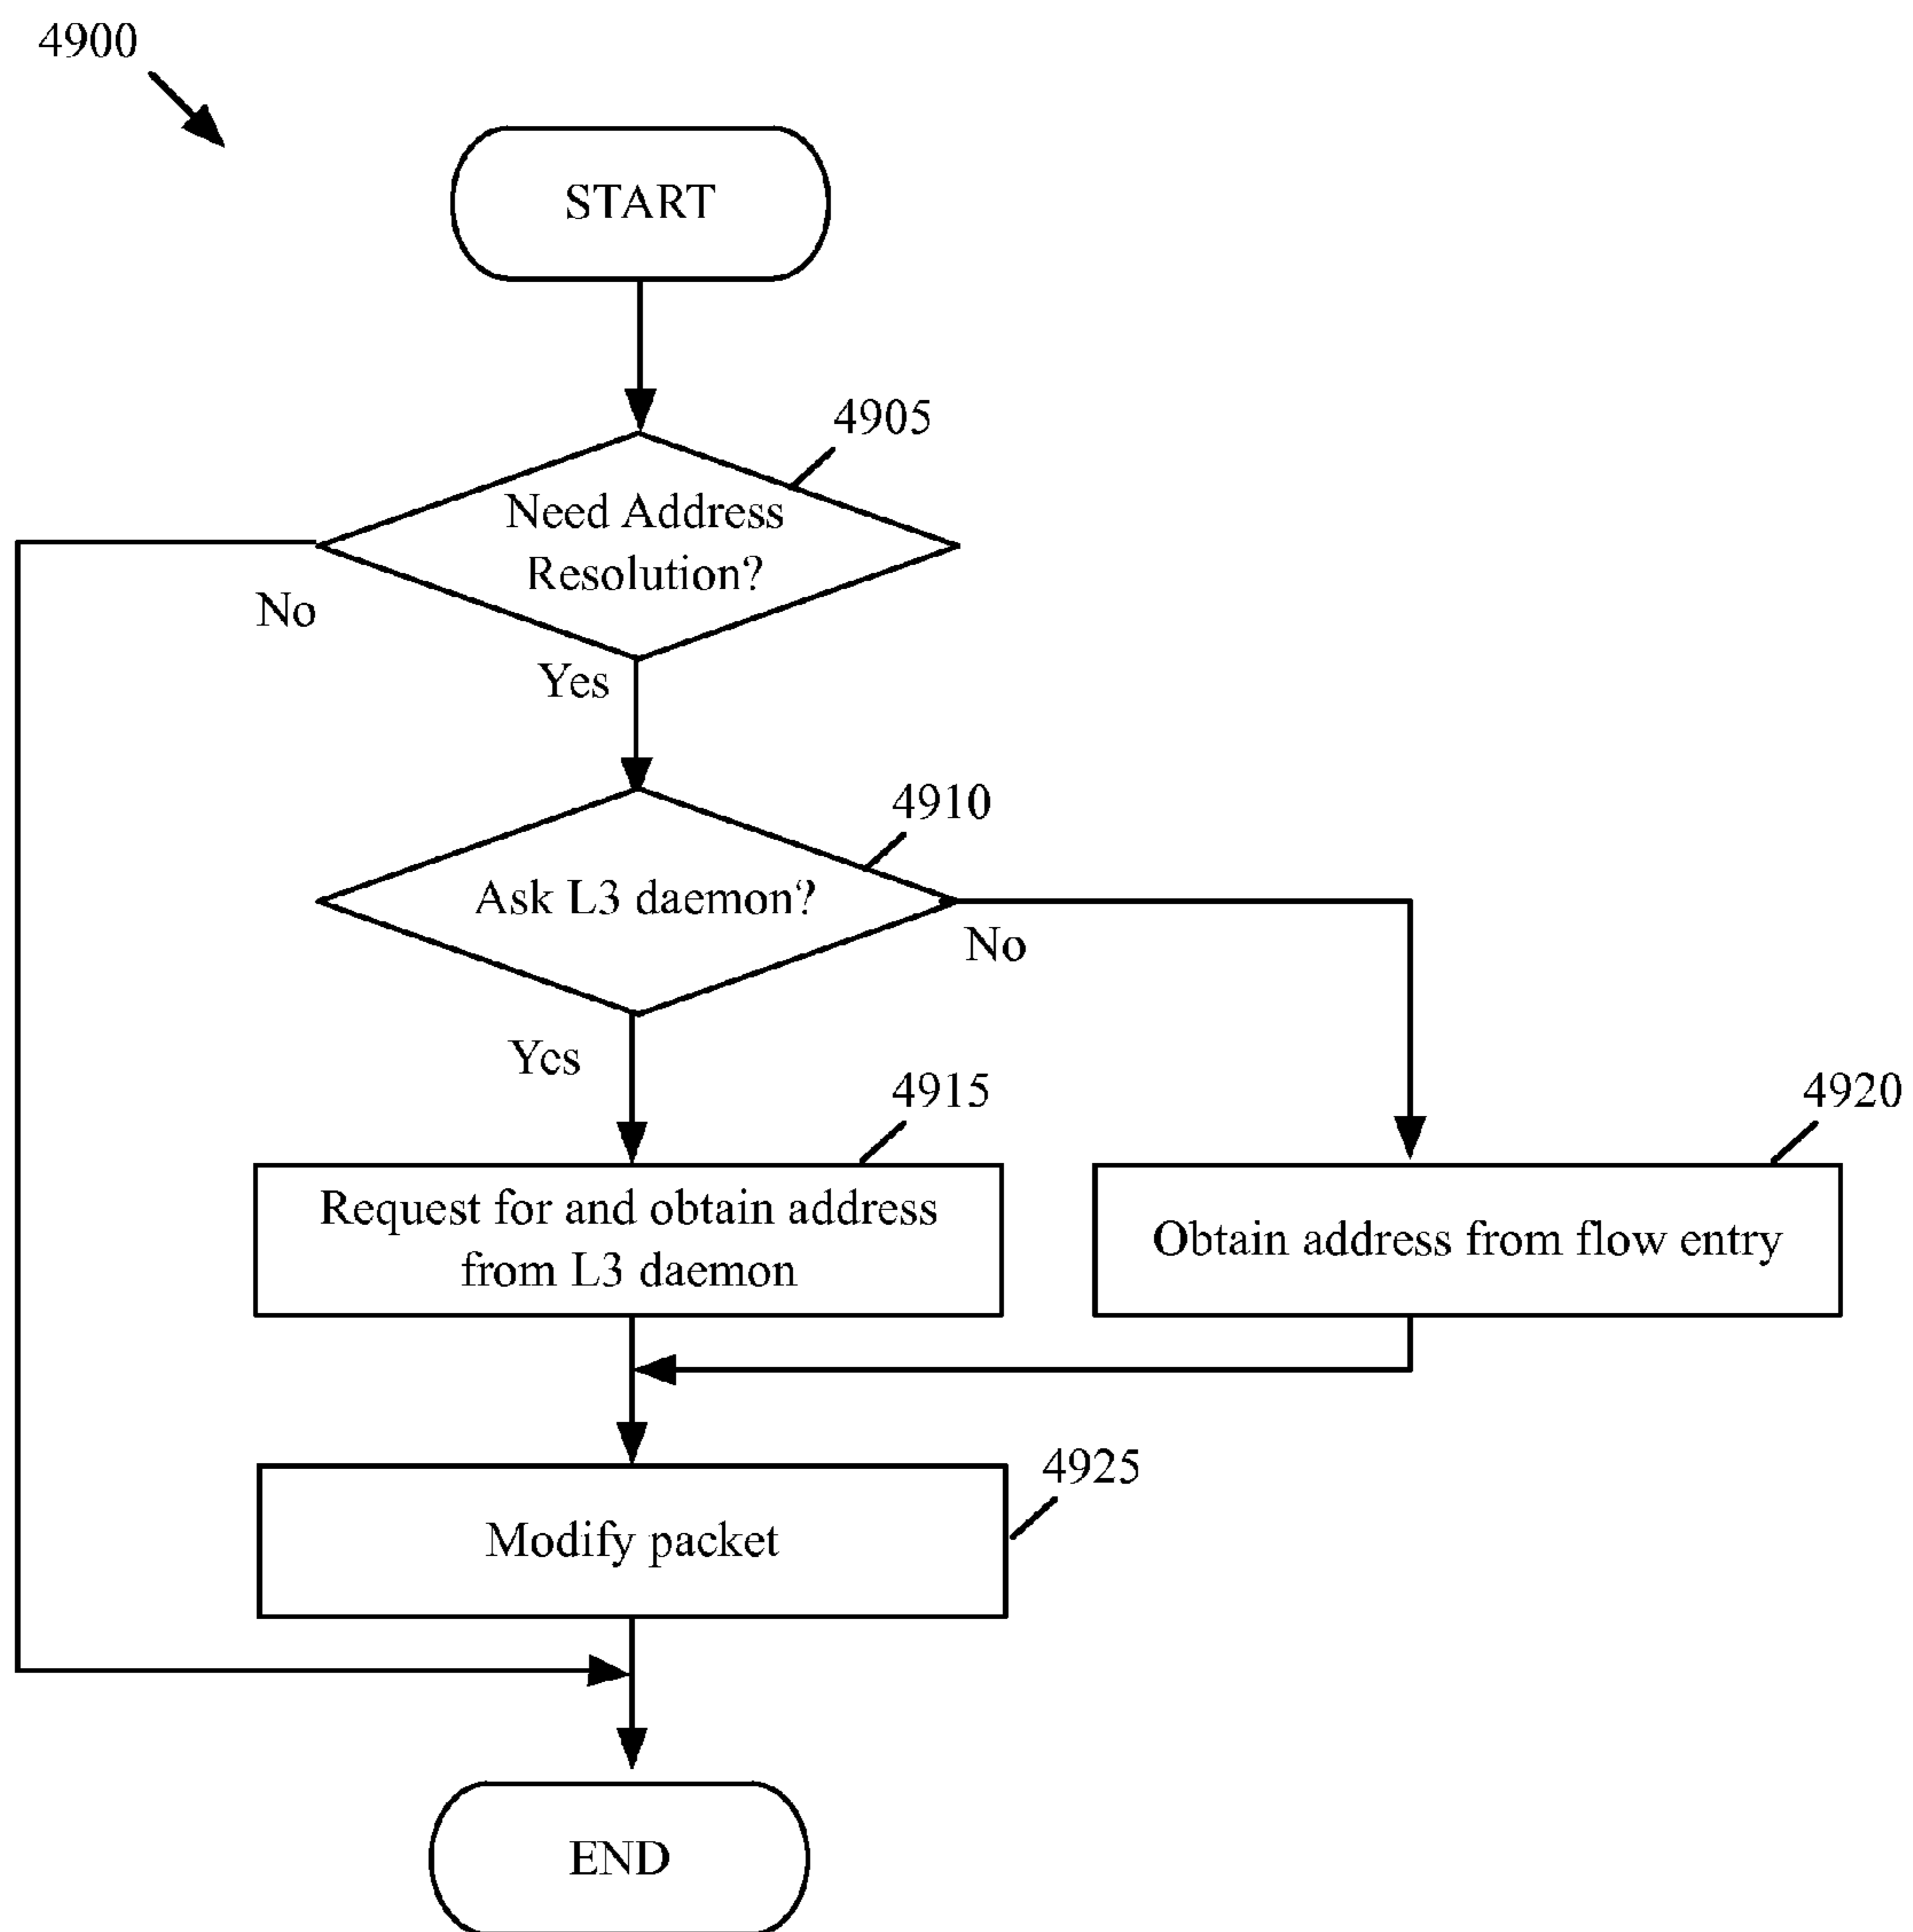 4900
START
4905
Need Address
Resolution?
No
Yes
4910
Ask L3 daemon?
No
Yes
4915
4920
Request for and obtain address
from L3 daemon
Obtain address from flow entry
4925
Modify packet
END